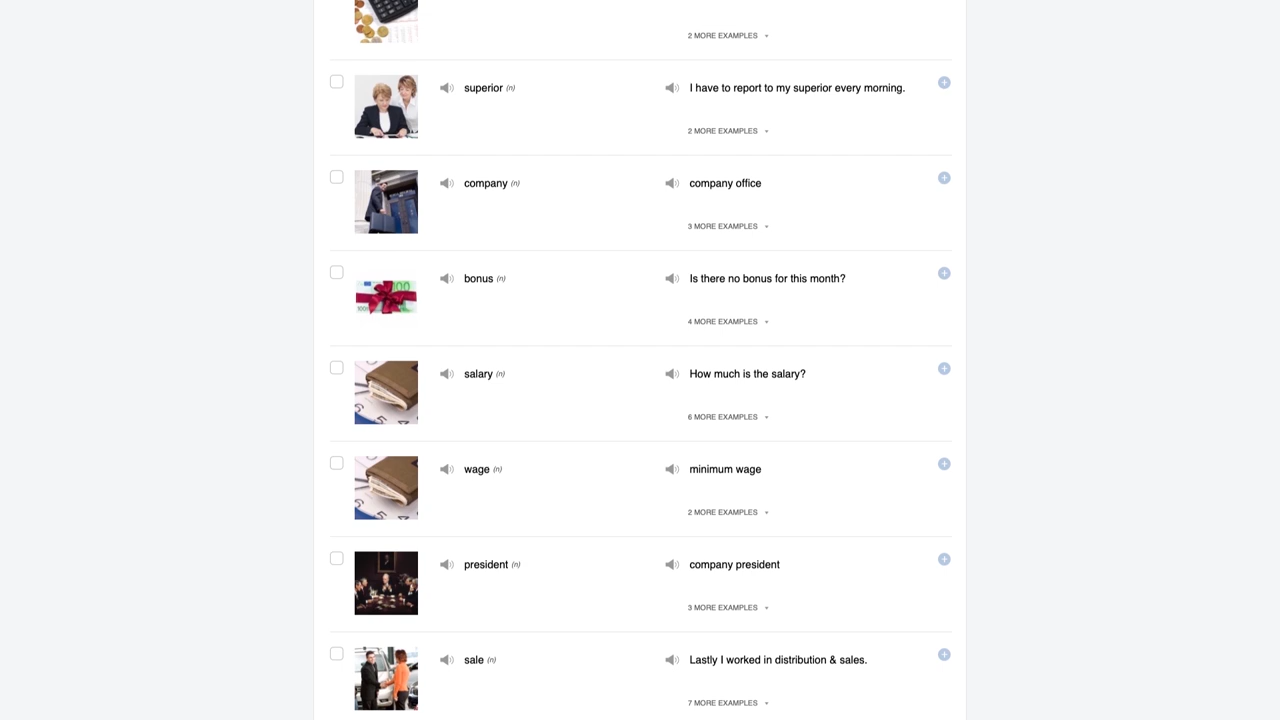 2 MORE EXAMPLES
superior (n)
I have to report to my superior every morning.
2 MORE EXAMPLES
company (n)
company office
3 MORE EXAMPLES
bonus (n)
Is there no bonus for this month?
4 MORE EXAMPLES
salary (n)
How much is the salary?
6 MORE EXAMPLES
wage (n)
minimum wage
2 MORE EXAMPLES
president (n)
company president
3 MORE EXAMPLES
sale (n)
Lastly I worked in distribution & sales.
7 MORE EXAMPLES